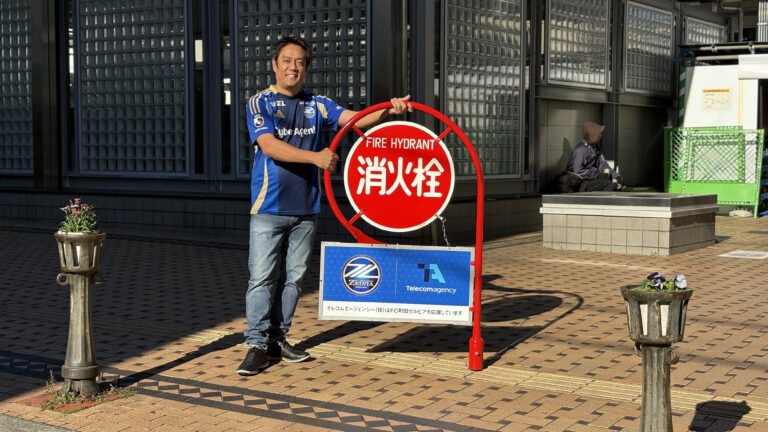 FIRE HYDRANT
消火栓
CyberAgent
ZELVIA
TA
Telecomagency
テレコムエージェンシー(株)はFC町田ゼルビアを応援しています